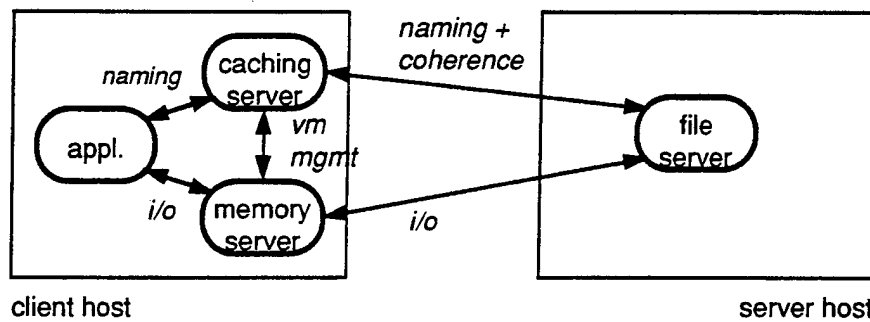 naming +
coherence
naming
caching
server
vm
mgmt
appl.
file
server
i/o
memory
server
i/o
client host
server host